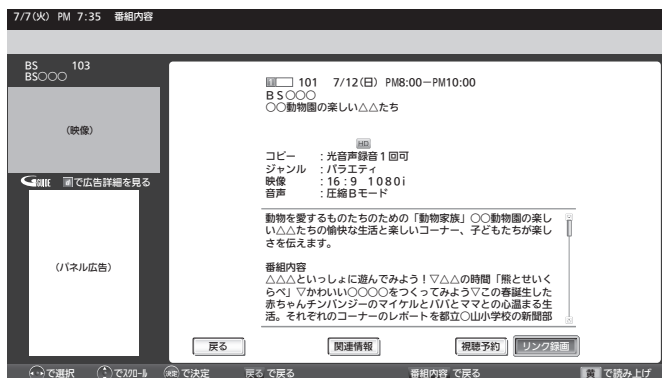 7/7(火) PM 7:35 番組内容
BS 103
BS○○○
(映像)
GGUIDE 画で広告詳細を見る
(パネル広告)
101 7/12(日) PM8:00−PM10:00
BS○○○
○○動物園の楽しい△△たち
HD
コピー :光音声録音1回可
ジャンル :バラエティ
映像 :16:9 1080i
音声 :圧縮Bモード
動物を愛するものたちのための「動物家族」○○動物園の楽し
い△△たちの愉快な生活と楽しいコーナー、子どもたちが楽し
さを伝えます。
番組内容
△△△といっしょに遊んでみよう!▽△△の時間「熊とせいく
らべ」▽かわいい○○○○をつくってみよう▽この春誕生した
赤ちゃんチンパンジーのマイケルとパパとママとの心温まる生
活。それぞれのコーナーのレポートを都立○山小学校の新聞部
戻る 関連情報 視聴予約 リンク録画
で選択 でスクロール 決定 で決定 戻る で戻る 番組内容 で戻る 黄 で読み上げ